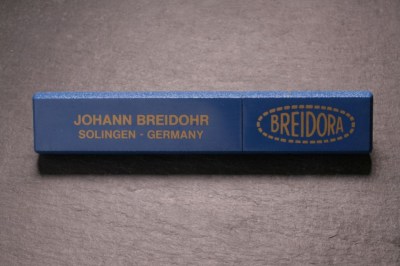 JOHANN BREIDOHR
SOLINGEN - GERMANY
BREIDORA